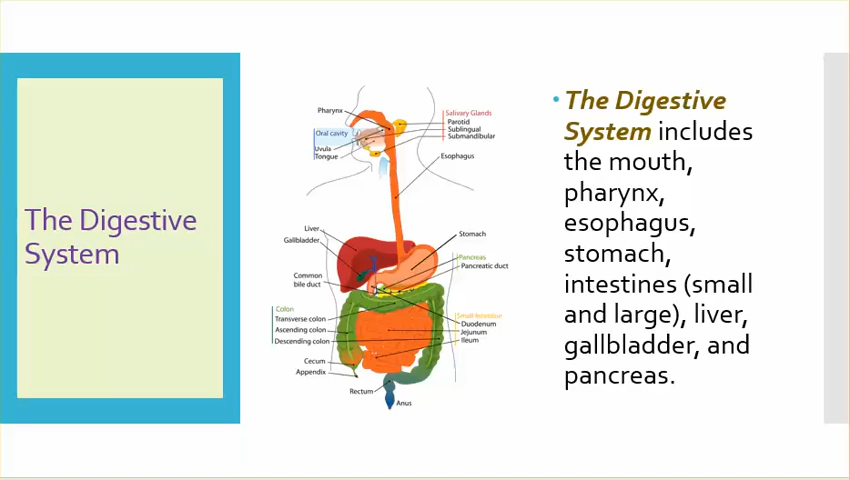 The Digestive
System
Pharynx
Oral cavity
Uvula
Tongue
Salivary Glands
Parotid
Sublingual
Submandibular
Esophagus
Liver
Gallbladder
Common
bile duct
Stomach
Pancreas
Pancreatic duct
Colon
Transverse colon
Ascending colon
Descending colon
Cecum
Appendix
Rectum
Anus
Duodenum
Jejunum
Ileum
• The Digestive
System includes
the mouth,
pharynx,
esophagus,
stomach,
intestines (small
and large), liver,
gallbladder, and
pancreas.